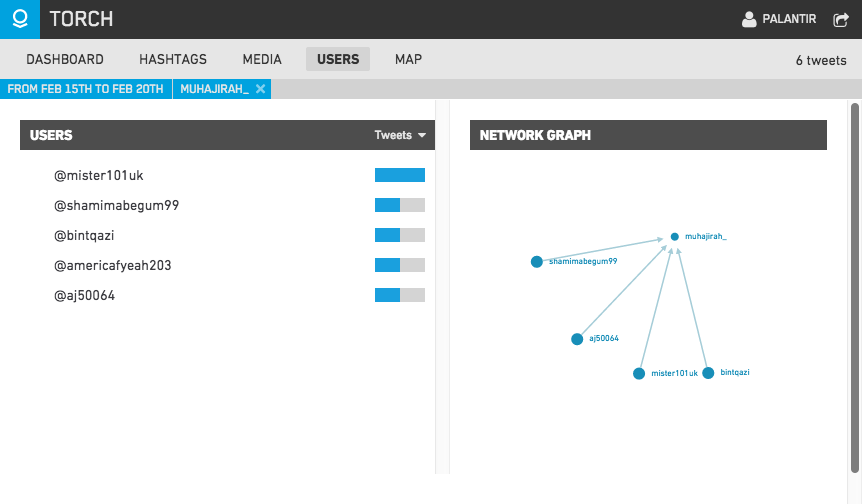 TORCH
PALANTIR
DASHBOARD HASHTAGS MEDIA USERS MAP
6 tweets
FROM FEB 15TH TO FEB 20TH MUHAJIRAH_
USERS Tweets
@mister101uk
@shamimabegum99
@bintqazi
@americafyeah203
@aj50064
NETWORK GRAPH
muhajirah_
shamimabegum99
aj50064
mister101uk
bintqazi